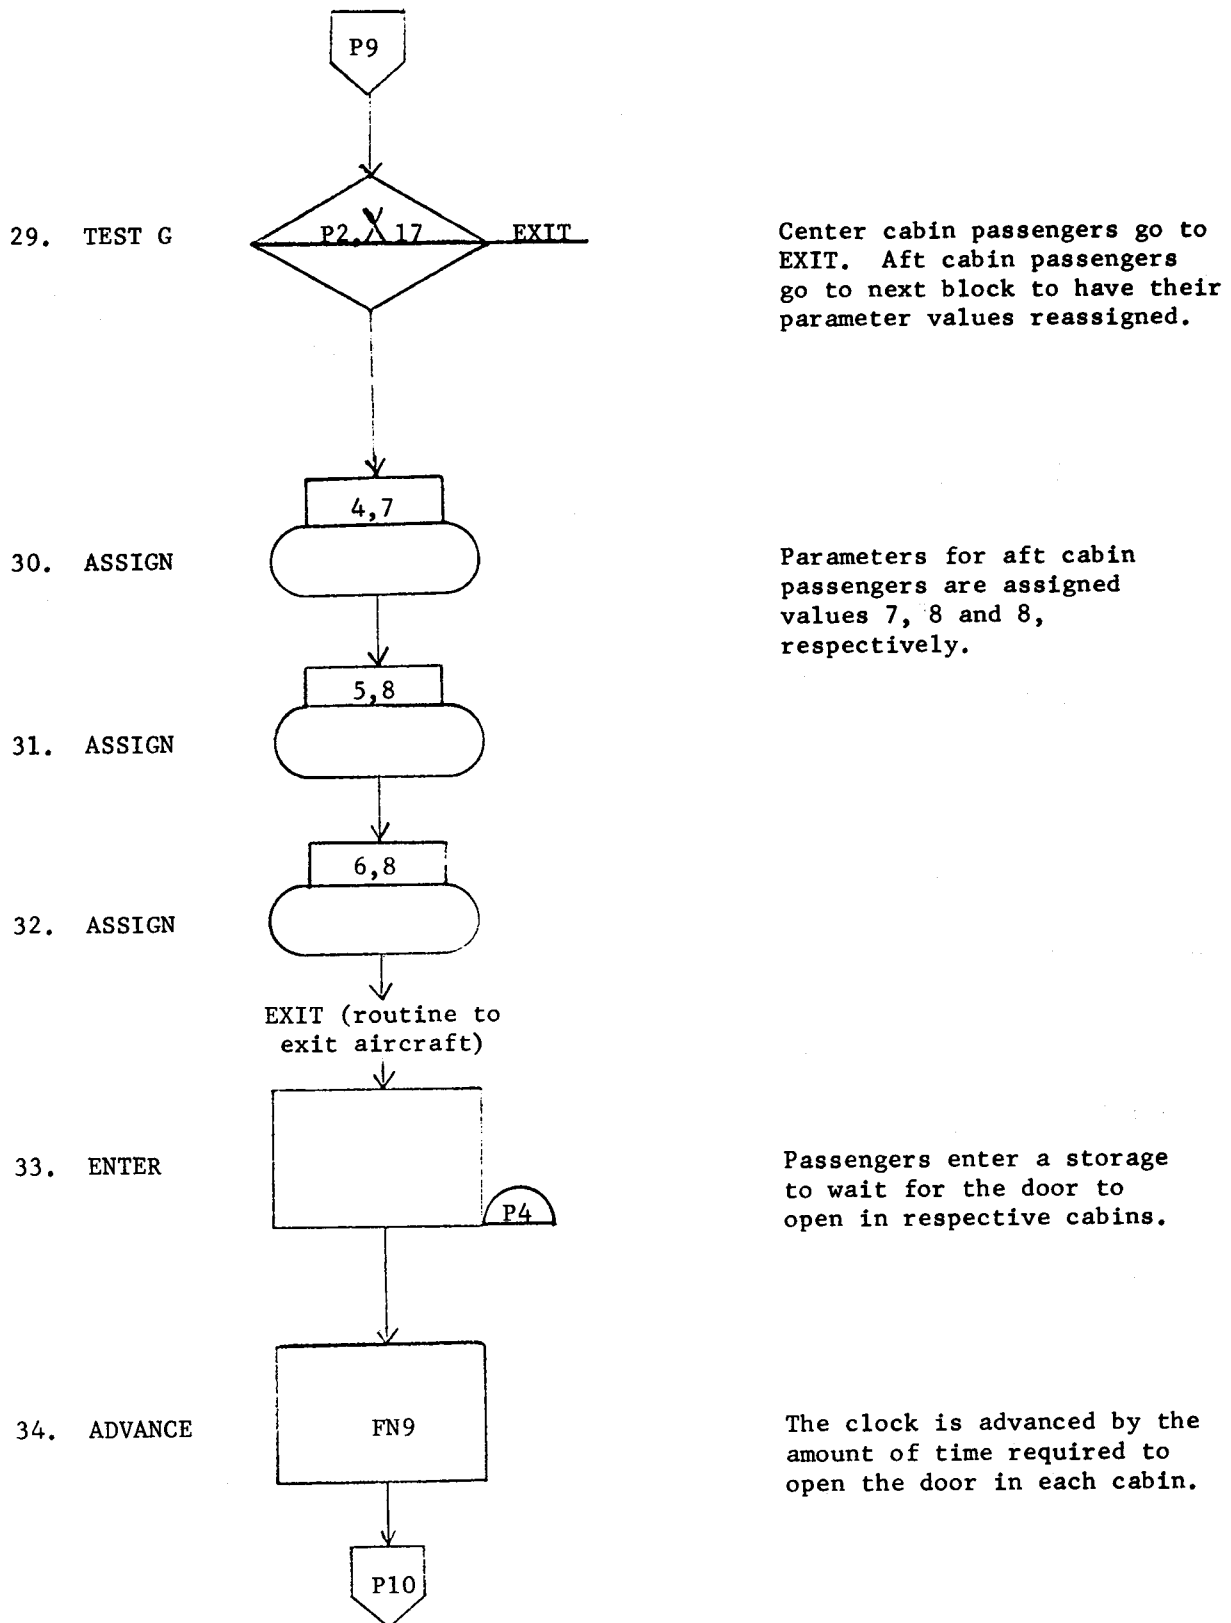 P9
29. TEST G
P2, X 17
EXIT
Center cabin passengers go to
EXIT. Aft cabin passengers
go to next block to have their
parameter values reassigned.
4,7
30. ASSIGN
Parameters for aft cabin
passengers are assigned
values 7, 8 and 8,
respectively.
5,8
31. ASSIGN
6,8
32. ASSIGN
EXIT (routine to
exit aircraft)
33. ENTER
P4
Passengers enter a storage
to wait for the door to
open in respective cabins.
34. ADVANCE
FN9
The clock is advanced by the
amount of time required to
open the door in each cabin.
P10